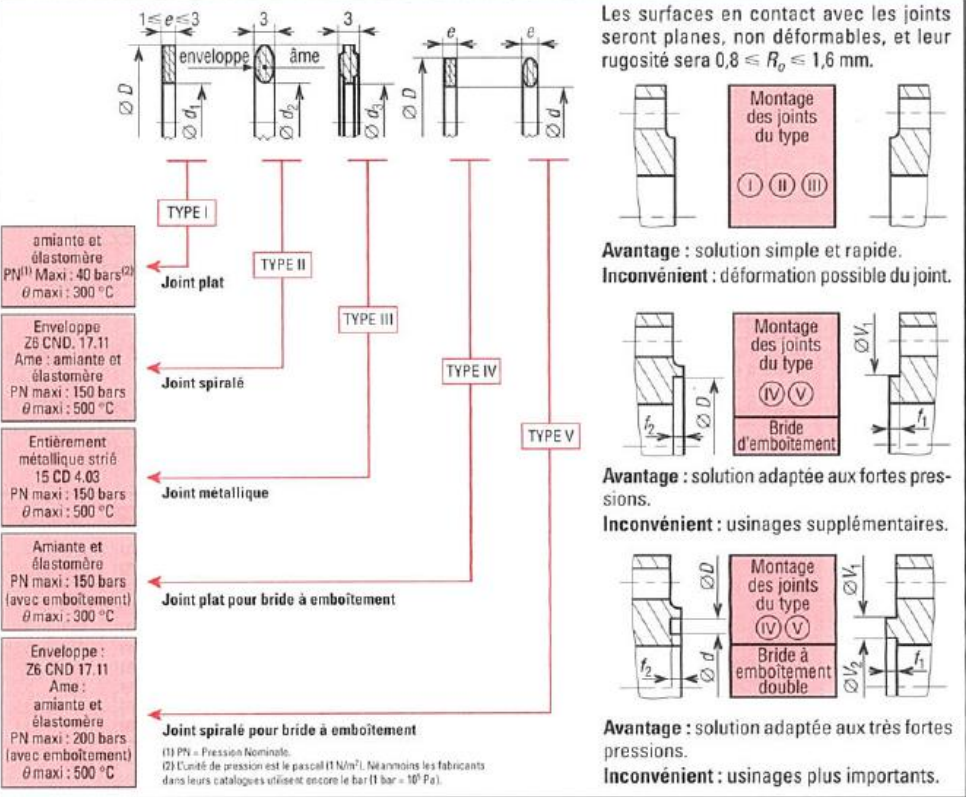 1≤e≤3
3
3
e
e
enveloppe
âme
Ø D
Ø d1
Ø d2
Ø d3
Ø D
Ø d
TYPE I
TYPE II
TYPE III
TYPE IV
TYPE V
amiante et
élastomère
PN(1) Maxi : 40 bars(2)
θ maxi : 300 °C
Joint plat
Enveloppe
Z6 CND. 17.11
Ame : amiante et
élastomère
PN maxi : 150 bars
θ maxi : 500 °C
Joint spiralé
Entièrement
métallique strié
15 CD 4.03
PN maxi : 150 bars
θ maxi : 500 °C
Joint métallique
Amiante et
élastomère
PN maxi : 150 bars
(avec emboîtement)
θ maxi : 300 °C
Joint plat pour bride à emboîtement
Enveloppe :
Z6 CND 17.11
Ame :
amiante et
élastomère
PN maxi : 200 bars
(avec emboîtement)
θ maxi : 500 °C
Joint spiralé pour bride à emboîtement
(1) PN = Pression Nominale.
(2) L'unité de pression est le pascal (1 N/m²). Néanmoins les fabricants
dans leurs catalogues utilisent encore le bar (1 bar = 10⁵ Pa).
Les surfaces en contact avec les joints
seront planes, non déformables, et leur
rugosité sera 0,8 ≤ Ra ≤ 1,6 mm.
Montage
des joints
du type
I II III
Avantage : solution simple et rapide.
Inconvénient : déformation possible du joint.
Montage
des joints
du type
IV V
Bride
d'emboîtement
f2
Ø D
ØV1
f1
Avantage : solution adaptée aux fortes pres-
sions.
Inconvénient : usinages supplémentaires.
Montage
des joints
du type
IV V
Bride à
emboîtement
double
ØD
f2
Ø d
ØV1
ØV2
f1
Avantage : solution adaptée aux très fortes
pressions.
Inconvénient : usinages plus importants.